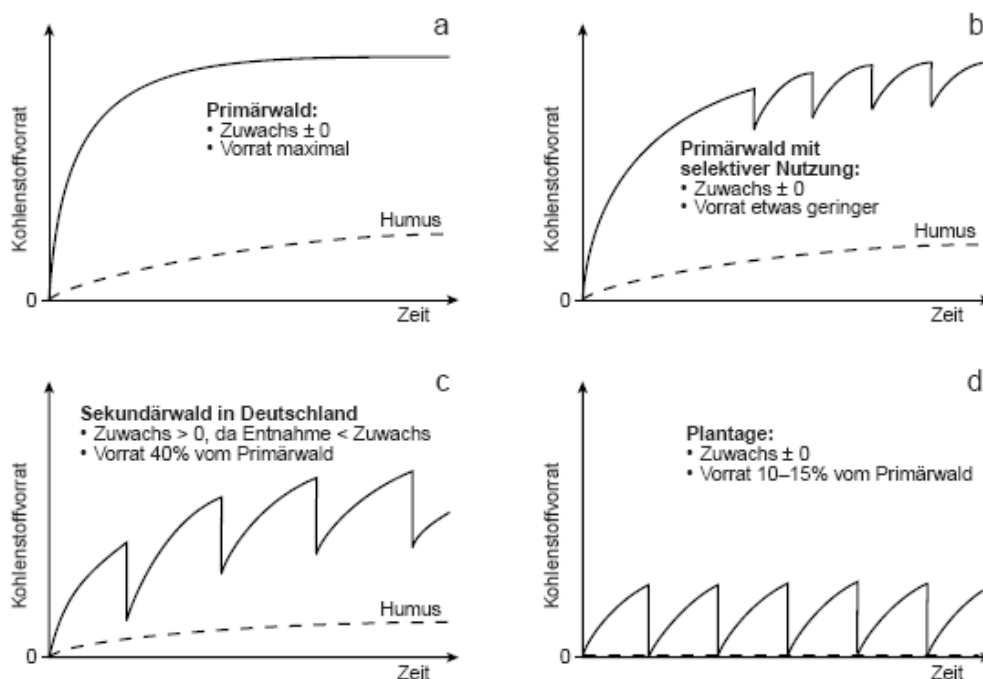 a
Kohlenstoffvorrat
Primärwald:
• Zuwachs ± 0
• Vorrat maximal
Humus
0
Zeit
b
Kohlenstoffvorrat
Primärwald mit
selektiver Nutzung:
• Zuwachs ± 0
• Vorrat etwas geringer
Humus
0
Zeit
c
Kohlenstoffvorrat
Sekundärwald in Deutschland
• Zuwachs > 0, da Entnahme < Zuwachs
• Vorrat 40% vom Primärwald
Humus
0
Zeit
d
Kohlenstoffvorrat
Plantage:
• Zuwachs ± 0
• Vorrat 10–15% vom Primärwald
0
Zeit